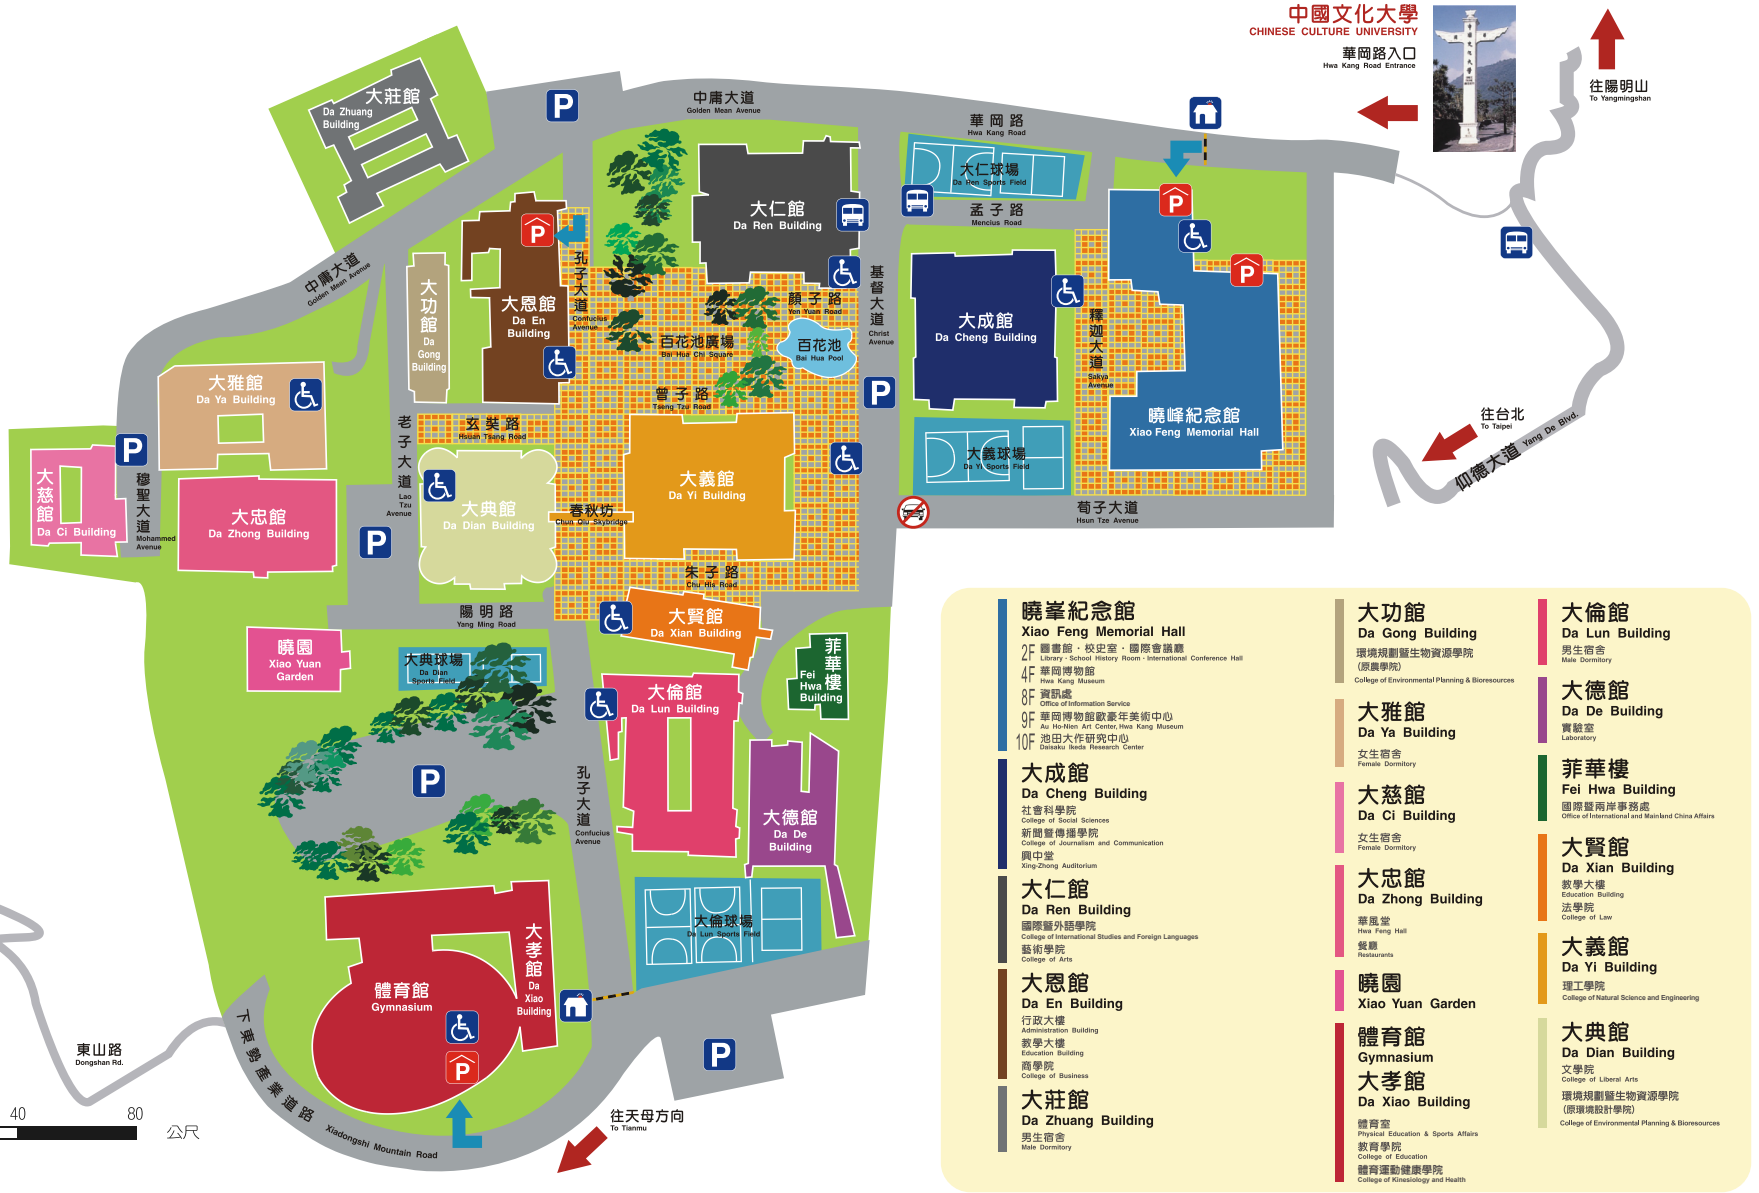 中國文化大學
CHINESE CULTURE UNIVERSITY
華岡路入口
Hwa Kang Road Entrance
往陽明山
To Yangmingshan
大莊館
Da Zhuang
Building
P
中庸大道
Golden Mean Avenue
華岡路
Hwa Kang Road
大仁球場
Da Ren Sports Field
孟子路
Mencius Road
P
大仁館
Da Ren Building
中庸大道
Golden Mean Avenue
大功館
Da
Gong
Building
P
大恩館
Da En
Building
孔子大道
Confucius
Avenue
顏子路
Yen Yuan Road
百花池廣場
Bai Hua Chi Square
百花池
Bai Hua Pool
基督大道
Christ
Avenue
P
大成館
Da Cheng Building
釋迦大道
Sakya
Avenue
P
曉峰紀念館
Xiao Feng Memorial Hall
往台北
To Taipei
仰德大道 Yang De Blvd.
大雅館
Da Ya Building
曾子路
Tseng Tzu Road
玄奘路
Hsuan Tsang Road
老子大道
Lao
Tzu
Avenue
P
大慈館
Da Ci Building
穆聖大道
Mohammed
Avenue
大忠館
Da Zhong Building
P
大典館
Da Dian Building
春秋坊
Chun Qiu Skybridge
大義館
Da Yi Building
大義球場
Da Yi Sports Field
荀子大道
Hsun Tze Avenue
朱子路
Chu His Road
陽明路
Yang Ming Road
大賢館
Da Xian Building
曉園
Xiao Yuan
Garden
大典球場
Da Dian
Sports Field
菲華樓
Fei
Hwa
Building
大倫館
Da Lun Building
P
孔子大道
Confucius
Avenue
大德館
Da De
Building
大倫球場
Da Lun Sports Field
大孝館
Da
Xiao
Building
體育館
Gymnasium
P
P
東山路
Dongshan Rd.
下東勢產業道路
Xiadongshi Mountain Road
往天母方向
To Tianmu
40 80 公尺
曉峯紀念館
Xiao Feng Memorial Hall
2F 圖書館・校史室・國際會議廳
Library · School History Room · International Conference Hall
4F 華岡博物館
Hwa Kang Museum
8F 資訊處
Office of Information Service
9F 華岡博物館歐豪年美術中心
Au Ho-Nien Art Center, Hwa Kang Museum
10F 池田大作研究中心
Daisaku Ikeda Research Center
大成館
Da Cheng Building
社會科學院
College of Social Sciences
新聞暨傳播學院
College of Journalism and Communication
興中堂
Xing-Zhong Auditorium
大仁館
Da Ren Building
國際暨外語學院
College of International Studies and Foreign Languages
藝術學院
College of Arts
大恩館
Da En Building
行政大樓
Administration Building
教學大樓
Education Building
商學院
College of Business
大莊館
Da Zhuang Building
男生宿舍
Male Dormitory
大功館
Da Gong Building
環境規劃暨生物資源學院
(原農學院)
College of Environmental Planning & Bioresources
大雅館
Da Ya Building
女生宿舍
Female Dormitory
大慈館
Da Ci Building
女生宿舍
Female Dormitory
大忠館
Da Zhong Building
華風堂
Hwa Feng Hall
餐廳
Restaurants
曉園
Xiao Yuan Garden
體育館
Gymnasium
大孝館
Da Xiao Building
體育室
Physical Education & Sports Affairs
教育學院
College of Education
體育運動健康學院
College of Kinesiology and Health
大倫館
Da Lun Building
男生宿舍
Male Dormitory
大德館
Da De Building
實驗室
Laboratory
菲華樓
Fei Hwa Building
國際暨兩岸事務處
Office of International and Mainland China Affairs
大賢館
Da Xian Building
教學大樓
Education Building
法學院
College of Law
大義館
Da Yi Building
理工學院
College of Natural Science and Engineering
大典館
Da Dian Building
文學院
College of Liberal Arts
環境規劃暨生物資源學院
(原環境設計學院)
College of Environmental Planning & Bioresources